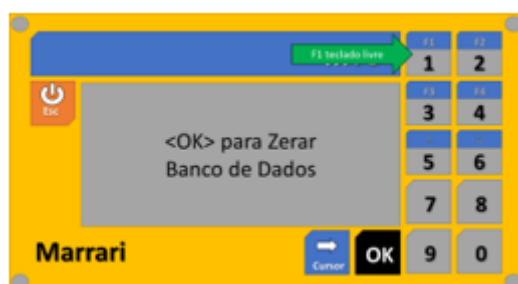 F1 teclado livre
F1
F2
1
2
Esc
F3
F4
3
4
<OK> para Zerar
Banco de Dados
5
6
7
8
Marrari
Cursor
OK
9
0